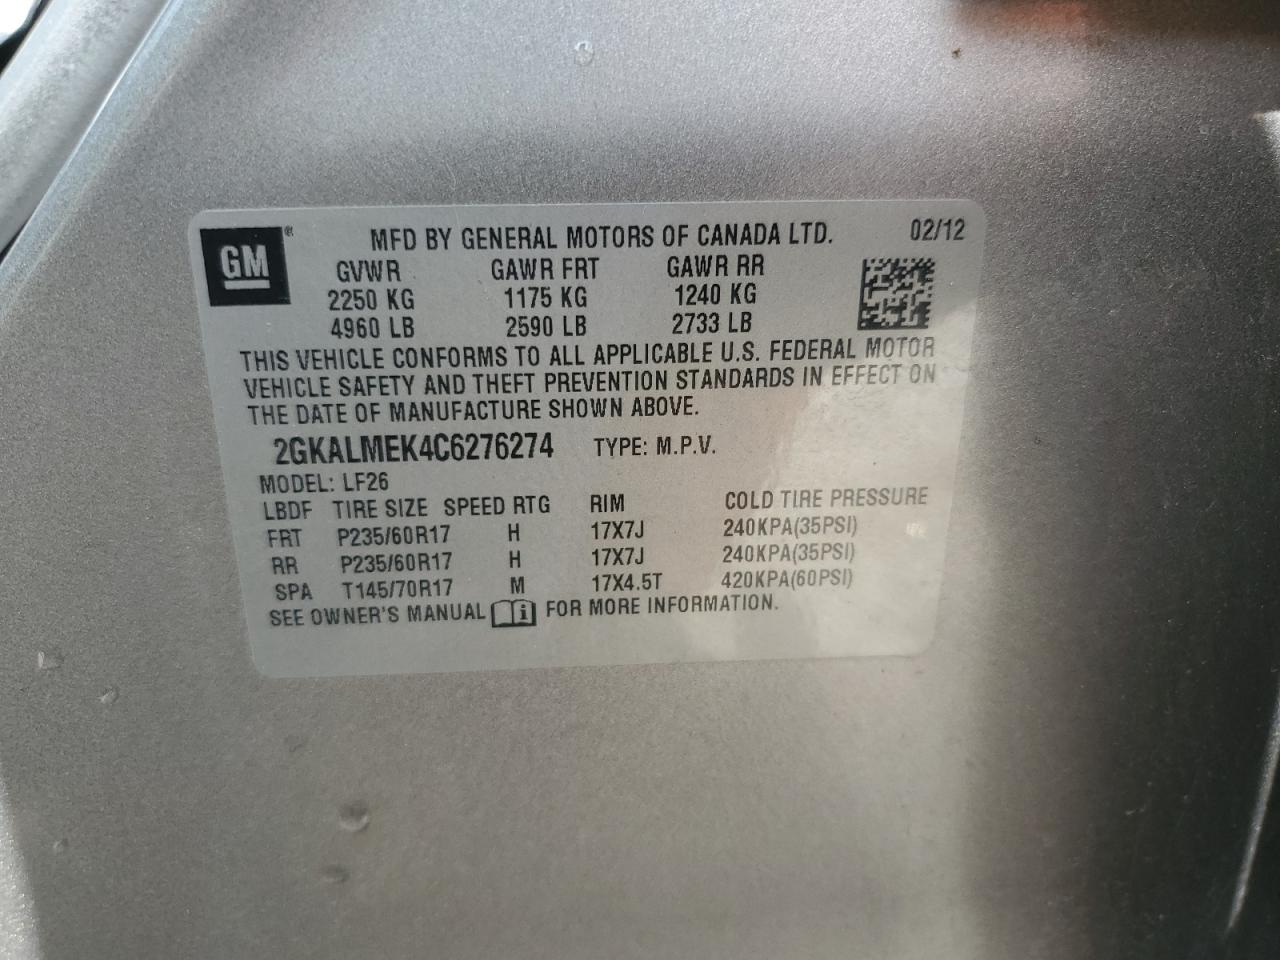 GM® MFD BY GENERAL MOTORS OF CANADA LTD. 02/12
GVWR GAWR FRT GAWR RR
2250 KG 1175 KG 1240 KG
4960 LB 2590 LB 2733 LB
THIS VEHICLE CONFORMS TO ALL APPLICABLE U.S. FEDERAL MOTOR
VEHICLE SAFETY AND THEFT PREVENTION STANDARDS IN EFFECT ON
THE DATE OF MANUFACTURE SHOWN ABOVE.
2GKALMEK4C6276274 TYPE: M.P.V.
MODEL: LF26
LBDF TIRE SIZE SPEED RTG RIM COLD TIRE PRESSURE
FRT P235/60R17 H 17X7J 240KPA(35PSI)
RR P235/60R17 H 17X7J 240KPA(35PSI)
SPA T145/70R17 M 17X4.5T 420KPA(60PSI)
SEE OWNER'S MANUAL i FOR MORE INFORMATION.